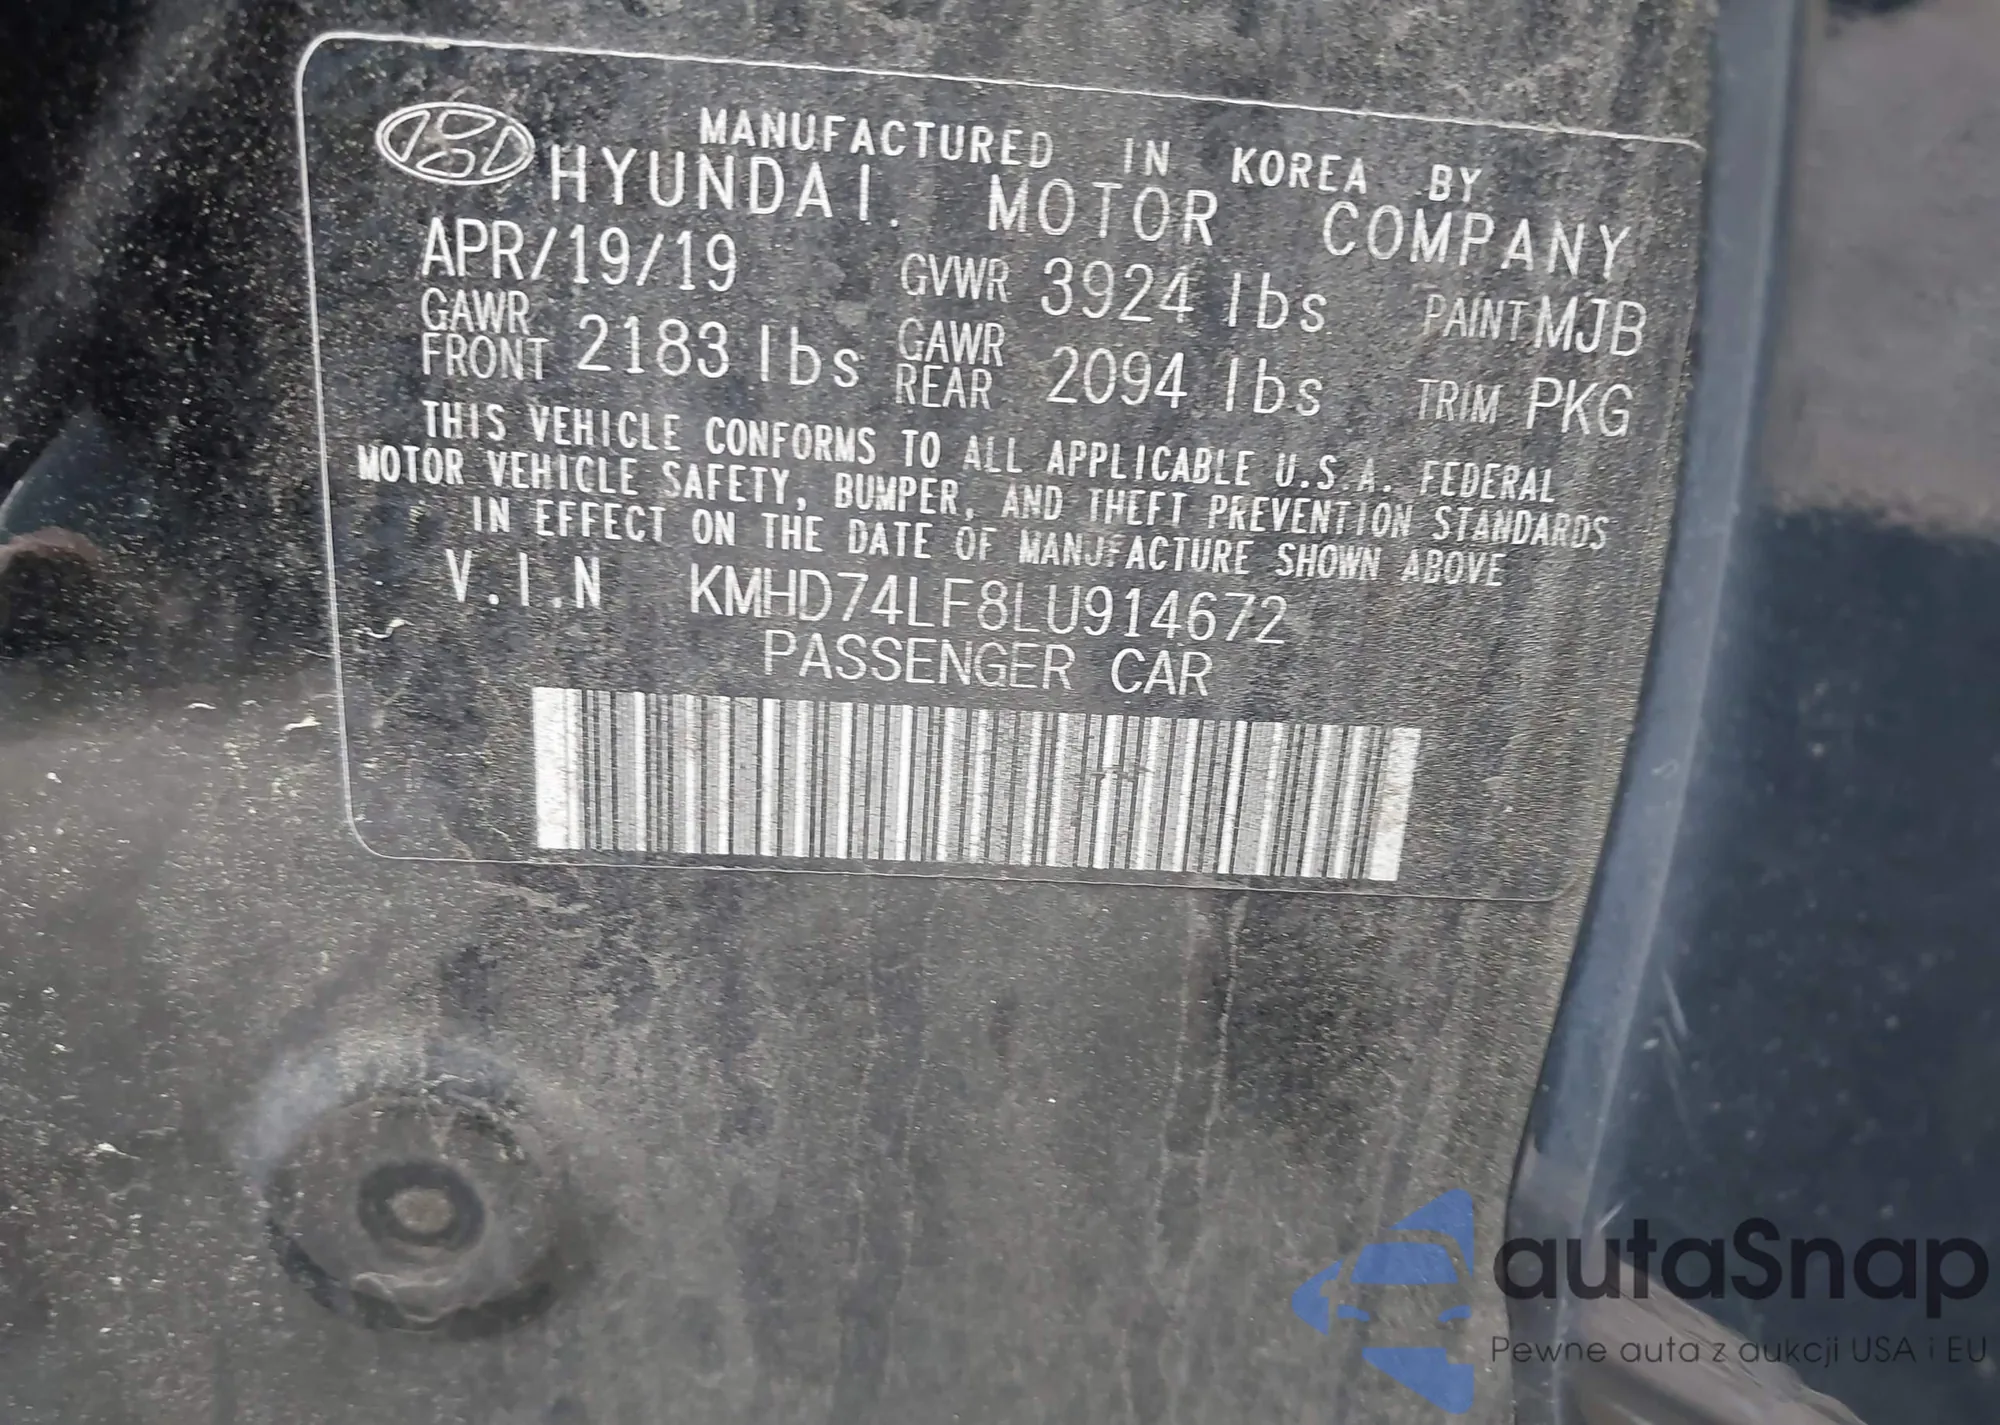 MANUFACTURED IN KOREA BY
HYUNDAI MOTOR COMPANY
APR/19/19 GVWR 3924 lbs PAINT MJB
GAWR FRONT 2183 lbs GAWR REAR 2094 lbs TRIM PKG
THIS VEHICLE CONFORMS TO ALL APPLICABLE U.S.A. FEDERAL
MOTOR VEHICLE SAFETY, BUMPER, AND THEFT PREVENTION STANDARDS
IN EFFECT ON THE DATE OF MANUFACTURE SHOWN ABOVE
V.I.N KMHD74LF8LU914672
PASSENGER CAR
autaSnap
Pewne auta z aukcji USA i EU